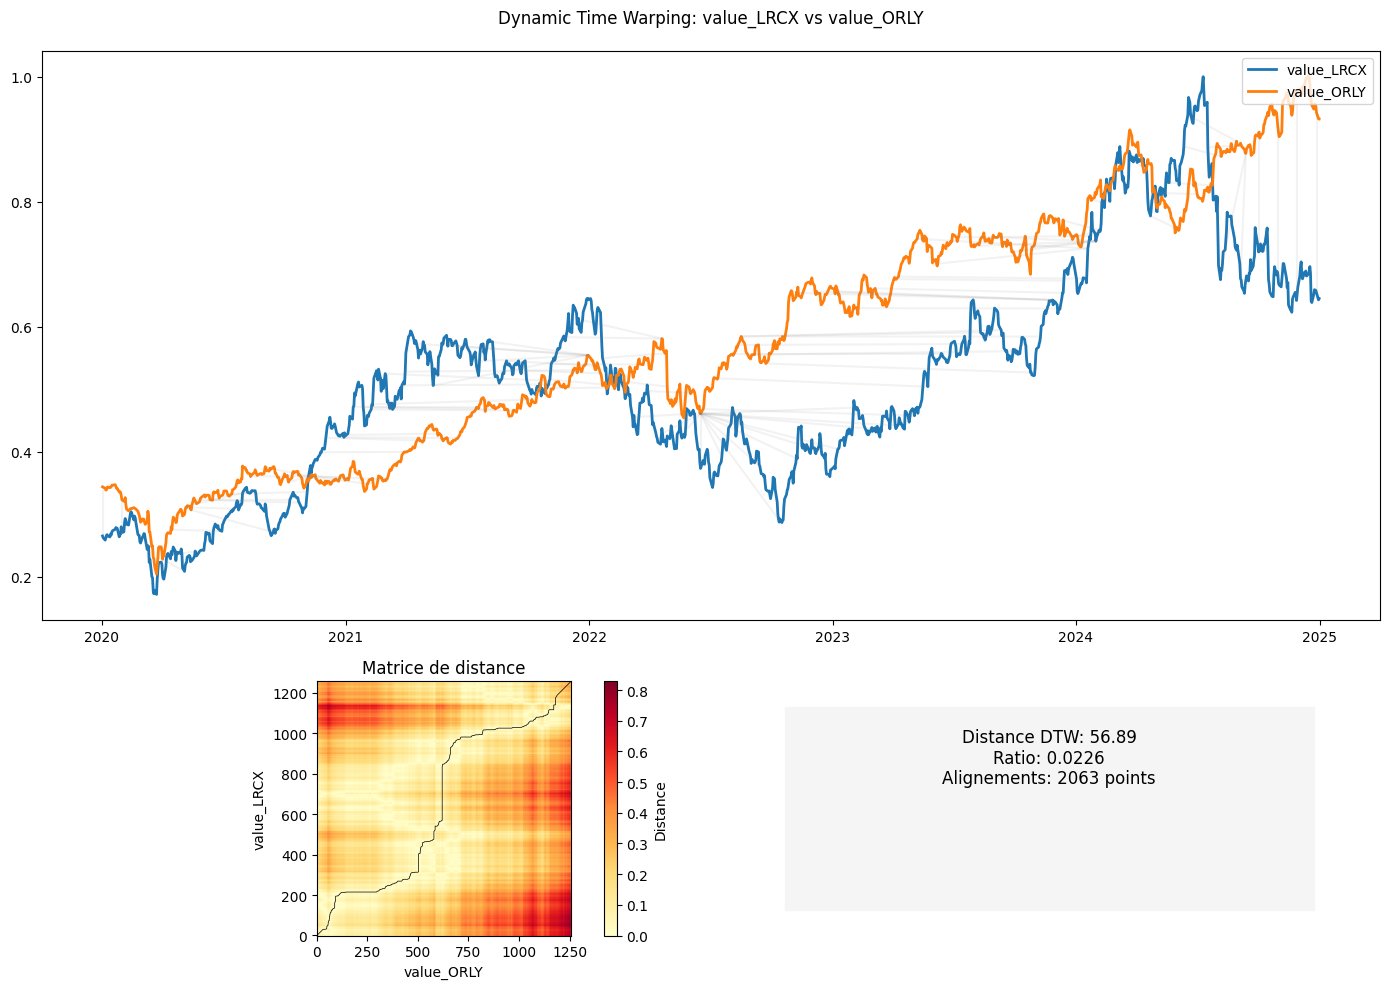 Dynamic Time Warping: value_LRCX vs value_ORLY
value_LRCX
value_ORLY
1.0
0.8
0.6
0.4
0.2
2020 2021 2022 2023 2024 2025
Matrice de distance
value_LRCX
1200
1000
800
600
400
200
0
0 250 500 750 1000 1250
value_ORLY
0.8
0.7
0.6
0.5
0.4
0.3
0.2
0.1
0.0
Distance
Distance DTW: 56.89
Ratio: 0.0226
Alignements: 2063 points